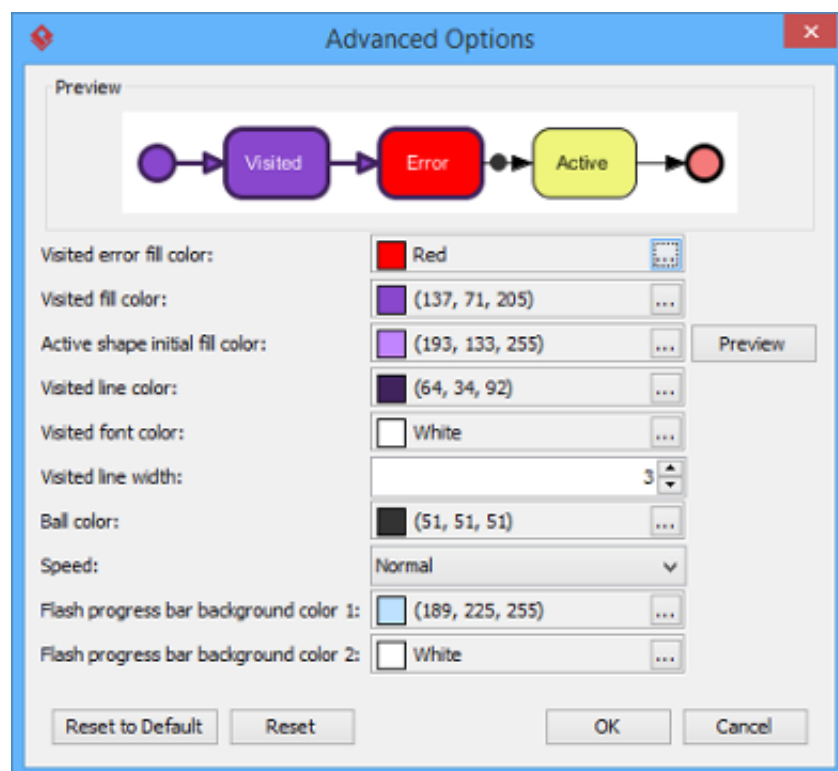 Advanced Options
Preview
Visited Error Active
Visited error fill color: Red ...
Visited fill color: (137, 71, 205) ...
Active shape initial fill color: (193, 133, 255) ... Preview
Visited line color: (64, 34, 92) ...
Visited font color: White ...
Visited line width: 3
Ball color: (51, 51, 51) ...
Speed: Normal
Flash progress bar background color 1: (189, 225, 255) ...
Flash progress bar background color 2: White ...
Reset to Default Reset OK Cancel